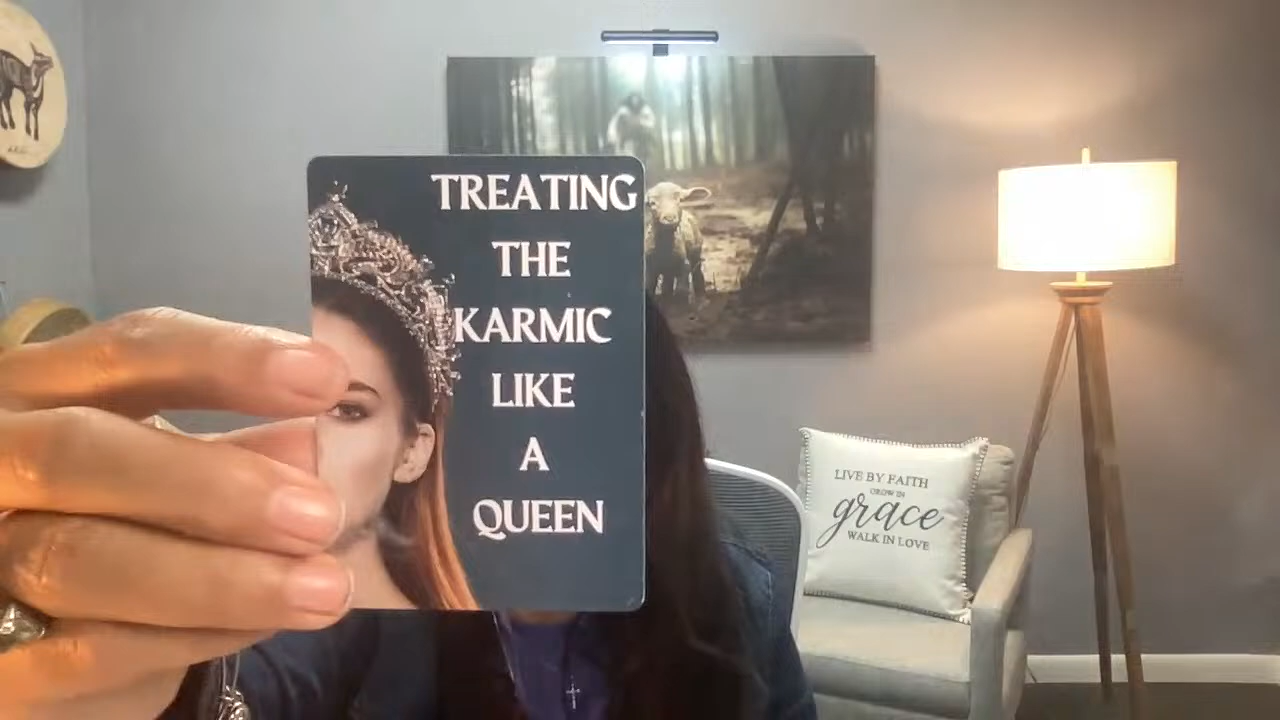 TREATING
THE
KARMIC
LIKE
A
QUEEN
LIVE BY FAITH
GROW IN
grace
WALK IN LOVE